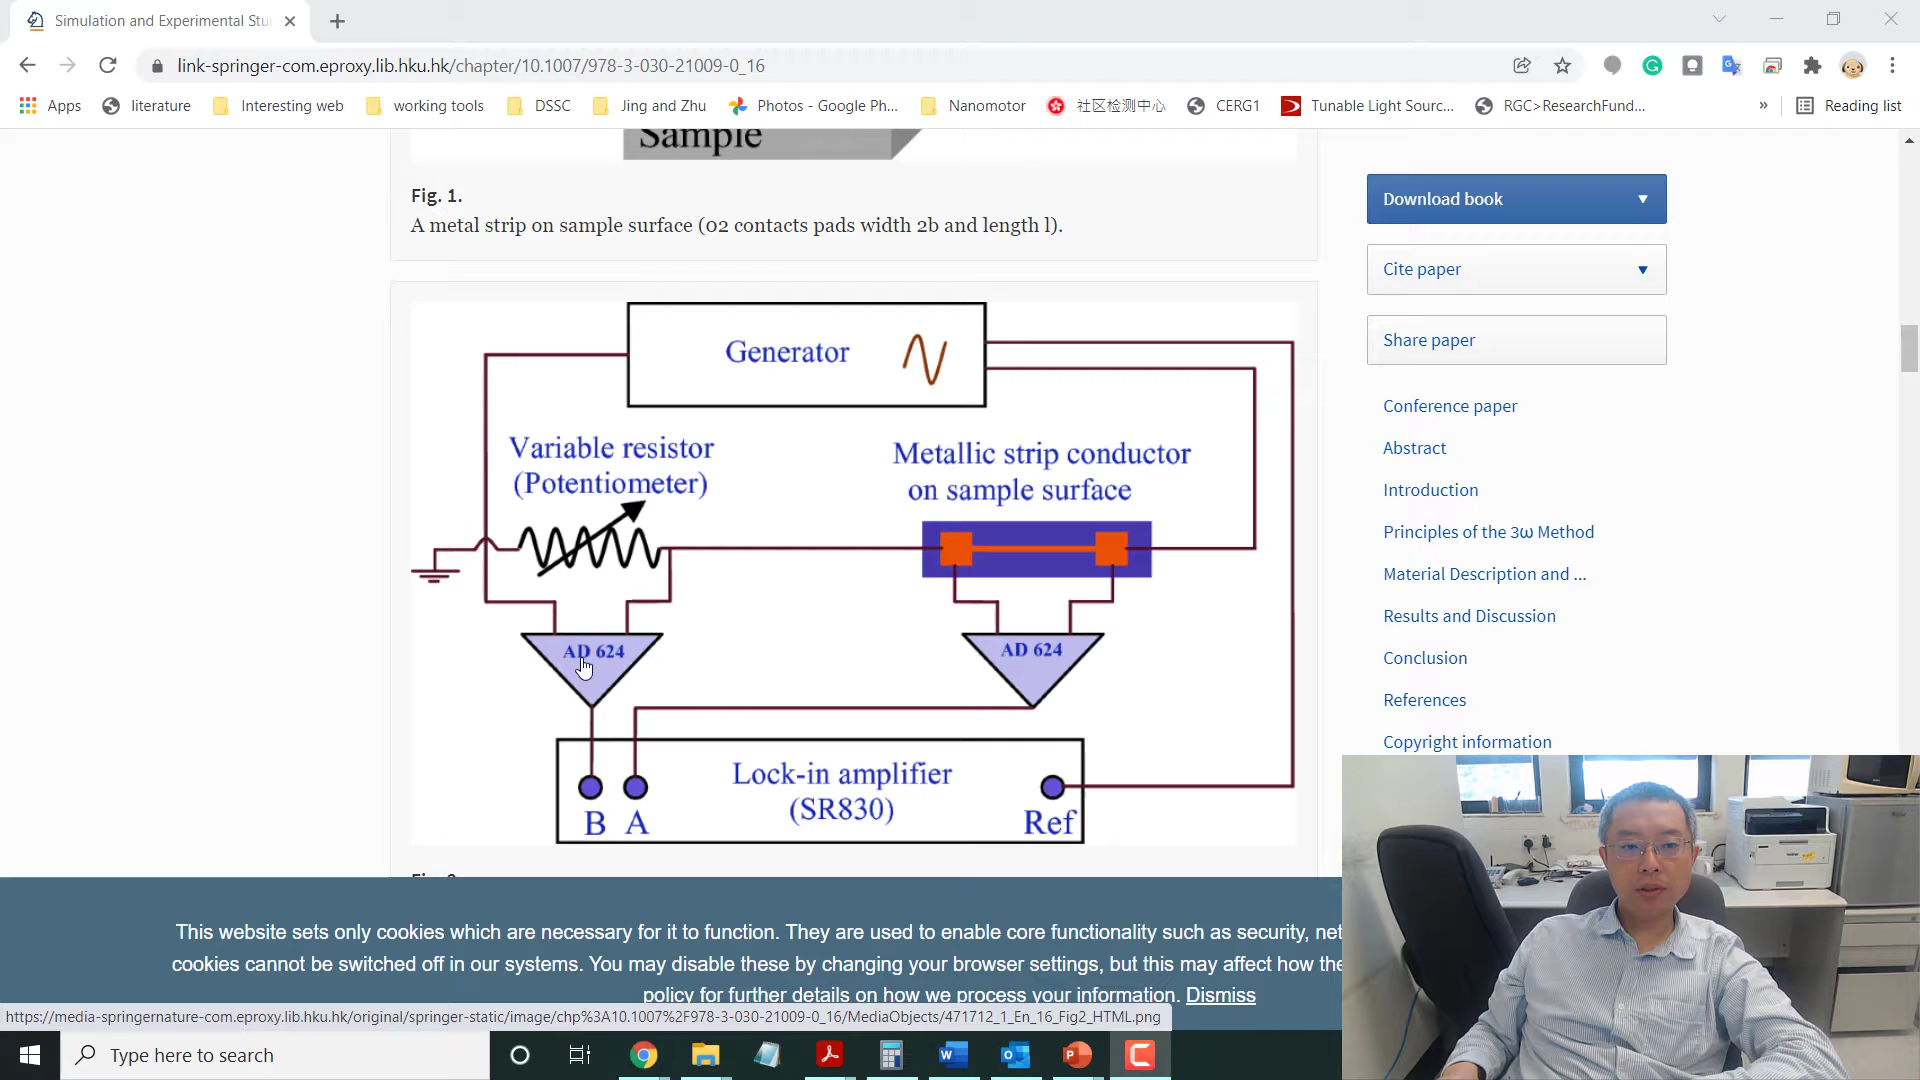 Simulation and Experimental Stu
link-springer-com.eproxy.lib.hku.hk/chapter/10.1007/978-3-030-21009-0_16
Apps literature Interesting web working tools DSSC Jing and Zhu Photos - Google Ph... Nanomotor 社区检测中心 CERG1 Tunable Light Sourc... RGC>ResearchFund... » Reading list
Sample
Fig. 1.
A metal strip on sample surface (02 contacts pads width 2b and length l).
Download book
Cite paper
Share paper
Generator
Variable resistor
(Potentiometer)
Metallic strip conductor
on sample surface
AD 624
AD 624
Lock-in amplifier
(SR830)
B A Ref
Conference paper
Abstract
Introduction
Principles of the 3ω Method
Material Description and ...
Results and Discussion
Conclusion
References
Copyright information
This website sets only cookies which are necessary for it to function. They are used to enable core functionality such as security, net
cookies cannot be switched off in our systems. You may disable these by changing your browser settings, but this may affect how the
policy for further details on how we process your information. Dismiss
https://media-springernature-com.eproxy.lib.hku.hk/original/springer-static/image/chp%3A10.1007%2F978-3-030-21009-0_16/MediaObjects/471712_1_En_16_Fig2_HTML.png
Type here to search